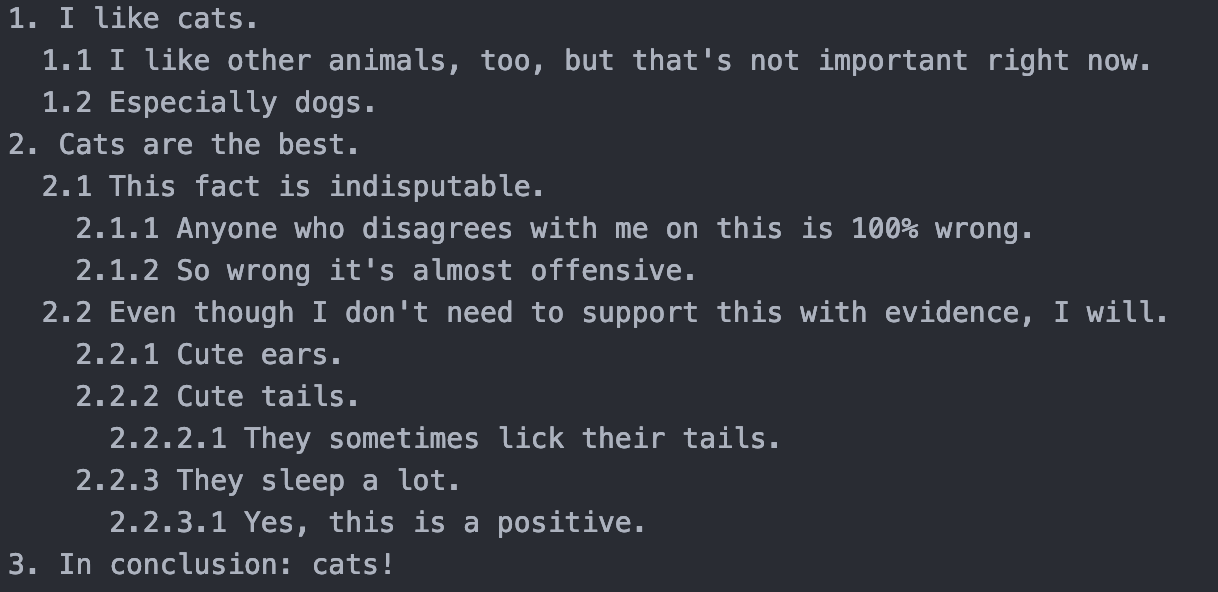 1. I like cats.
  1.1 I like other animals, too, but that's not important right now.
  1.2 Especially dogs.
2. Cats are the best.
  2.1 This fact is indisputable.
    2.1.1 Anyone who disagrees with me on this is 100% wrong.
    2.1.2 So wrong it's almost offensive.
  2.2 Even though I don't need to support this with evidence, I will.
    2.2.1 Cute ears.
    2.2.2 Cute tails.
      2.2.2.1 They sometimes lick their tails.
    2.2.3 They sleep a lot.
      2.2.3.1 Yes, this is a positive.
3. In conclusion: cats!